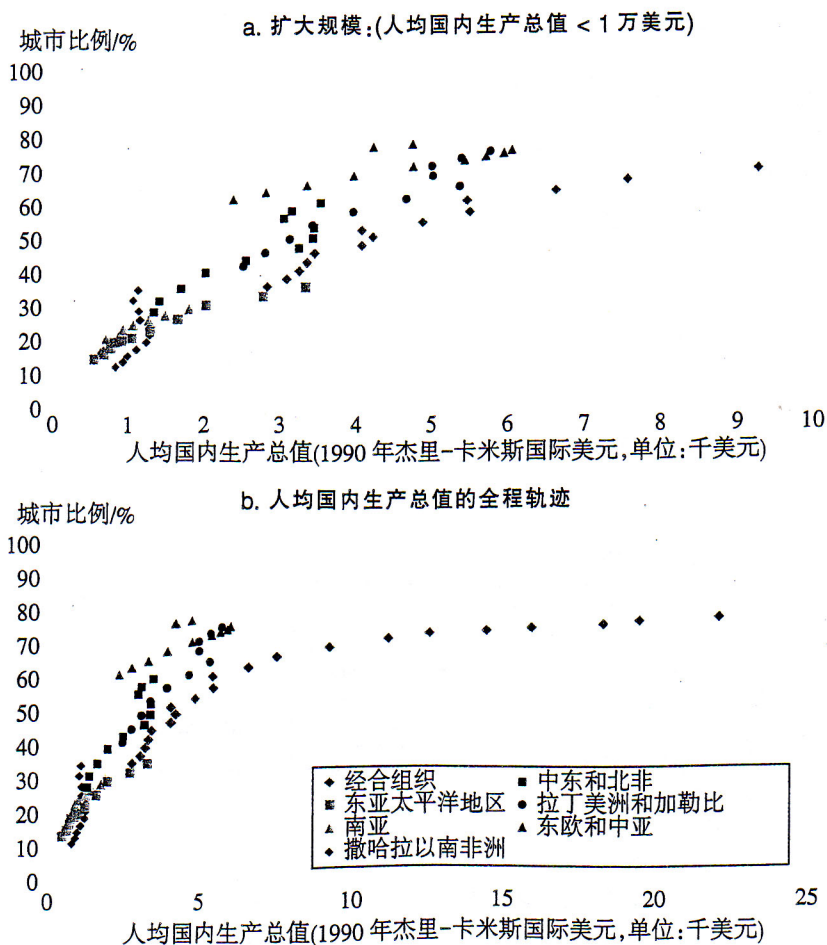 a. 扩大规模:(人均国内生产总值 < 1 万美元)
城市比例/%
100
90
80
70
60
50
40
30
20
10
0
0 1 2 3 4 5 6 7 8 9 10
人均国内生产总值(1990 年杰里-卡米斯国际美元,单位:千美元)
b. 人均国内生产总值的全程轨迹
城市比例/%
100
90
80
70
60
50
40
30
20
10
0
经合组织 中东和北非
东亚太平洋地区 拉丁美洲和加勒比
南亚 东欧和中亚
撒哈拉以南非洲
0 5 10 15 20 25
人均国内生产总值(1990 年杰里-卡米斯国际美元,单位:千美元)